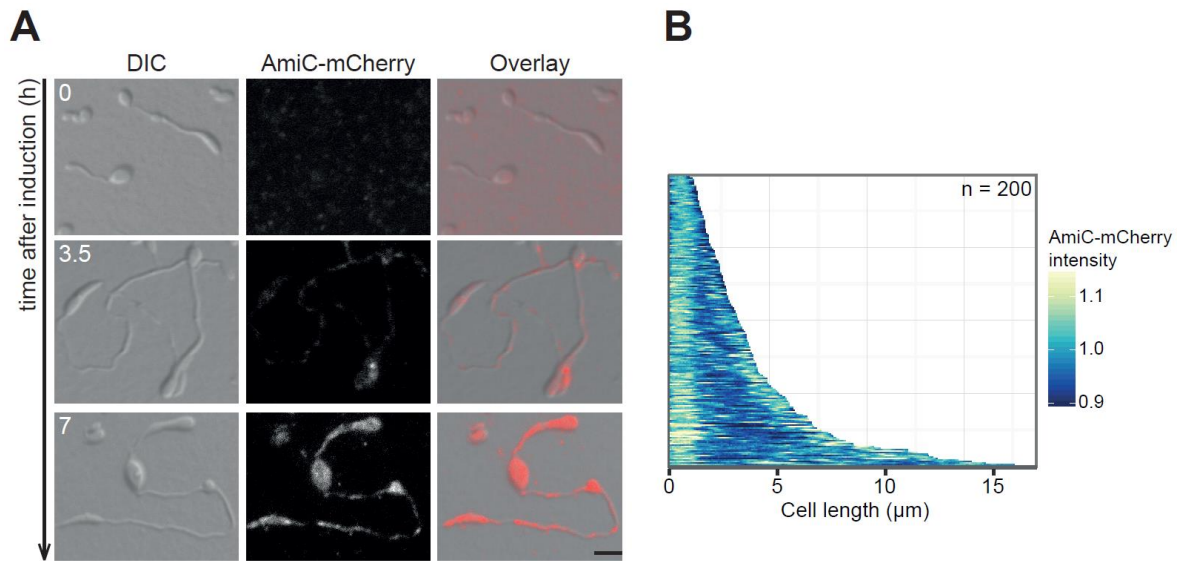 A
DIC
AmiC-mCherry
Overlay
time after induction (h)
0
3.5
7
B
n = 200
AmiC-mCherry
intensity
1.1
1.0
0.9
0
5
10
15
Cell length (µm)